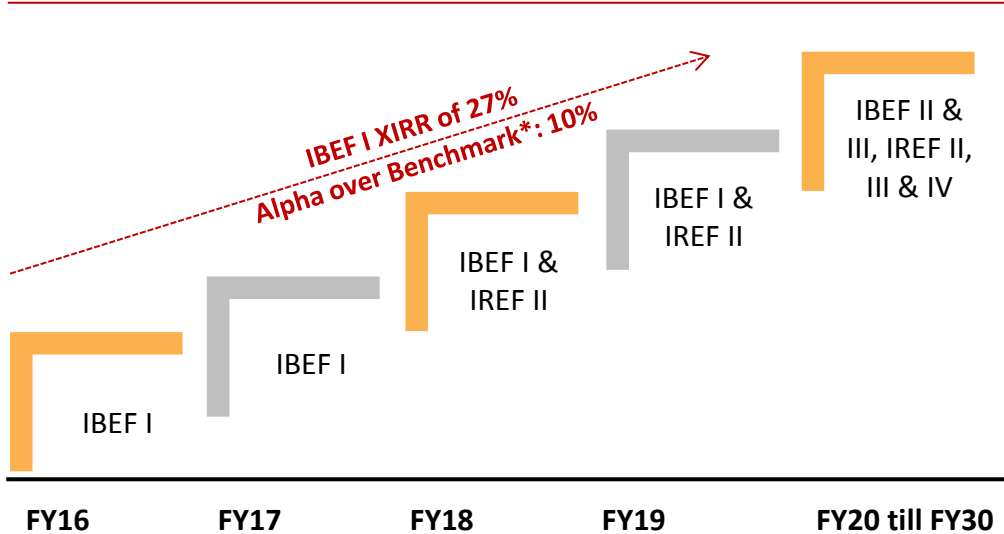 IBEF I XIRR of 27%
Alpha over Benchmark*: 10%
IBEF I
IBEF I
IBEF I &
IREF II
IBEF I &
IREF II
IBEF II &
III, IREF II,
III & IV
FY16
FY17
FY18
FY19
FY20 till FY30